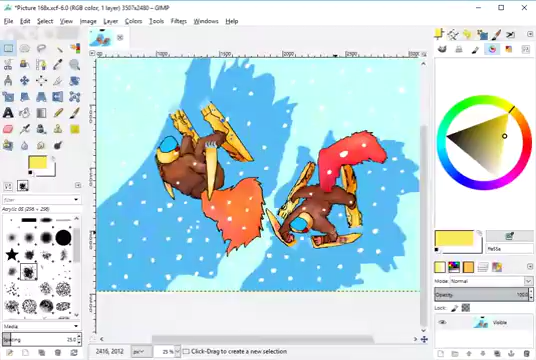 *Picture 168x.xcf-6.0 (RGB color, 1 layer) 3507x2480 – GIMP
File Edit Select View Image Layer Colors Tools Filters Windows Help
Filter
Acrylic 05 (256 × 256)
Media
Spacing 25.0
2416, 2012 px 25 % Click-Drag to create a new selection
Mode Normal
Opacity 100.0
Lock:
Visible